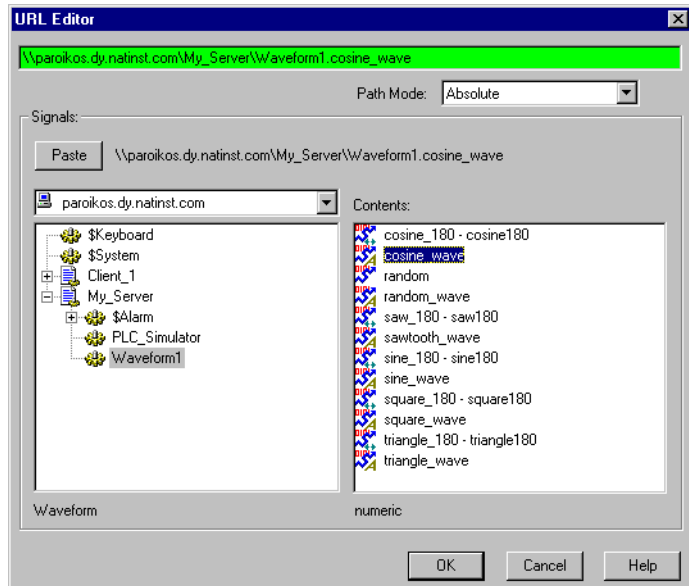 URL Editor
\\paroikos.dy.natinst.com\My_Server\Waveform1.cosine_wave
Path Mode: Absolute
Signals:
Paste \\paroikos.dy.natinst.com\My_Server\Waveform1.cosine_wave
paroikos.dy.natinst.com
$Keyboard
$System
Client_1
My_Server
$Alarm
PLC_Simulator
Waveform1
Waveform
Contents:
cosine_180 - cosine180
cosine_wave
random
random_wave
saw_180 - saw180
sawtooth_wave
sine_180 - sine180
sine_wave
square_180 - square180
square_wave
triangle_180 - triangle180
triangle_wave
numeric
OK Cancel Help